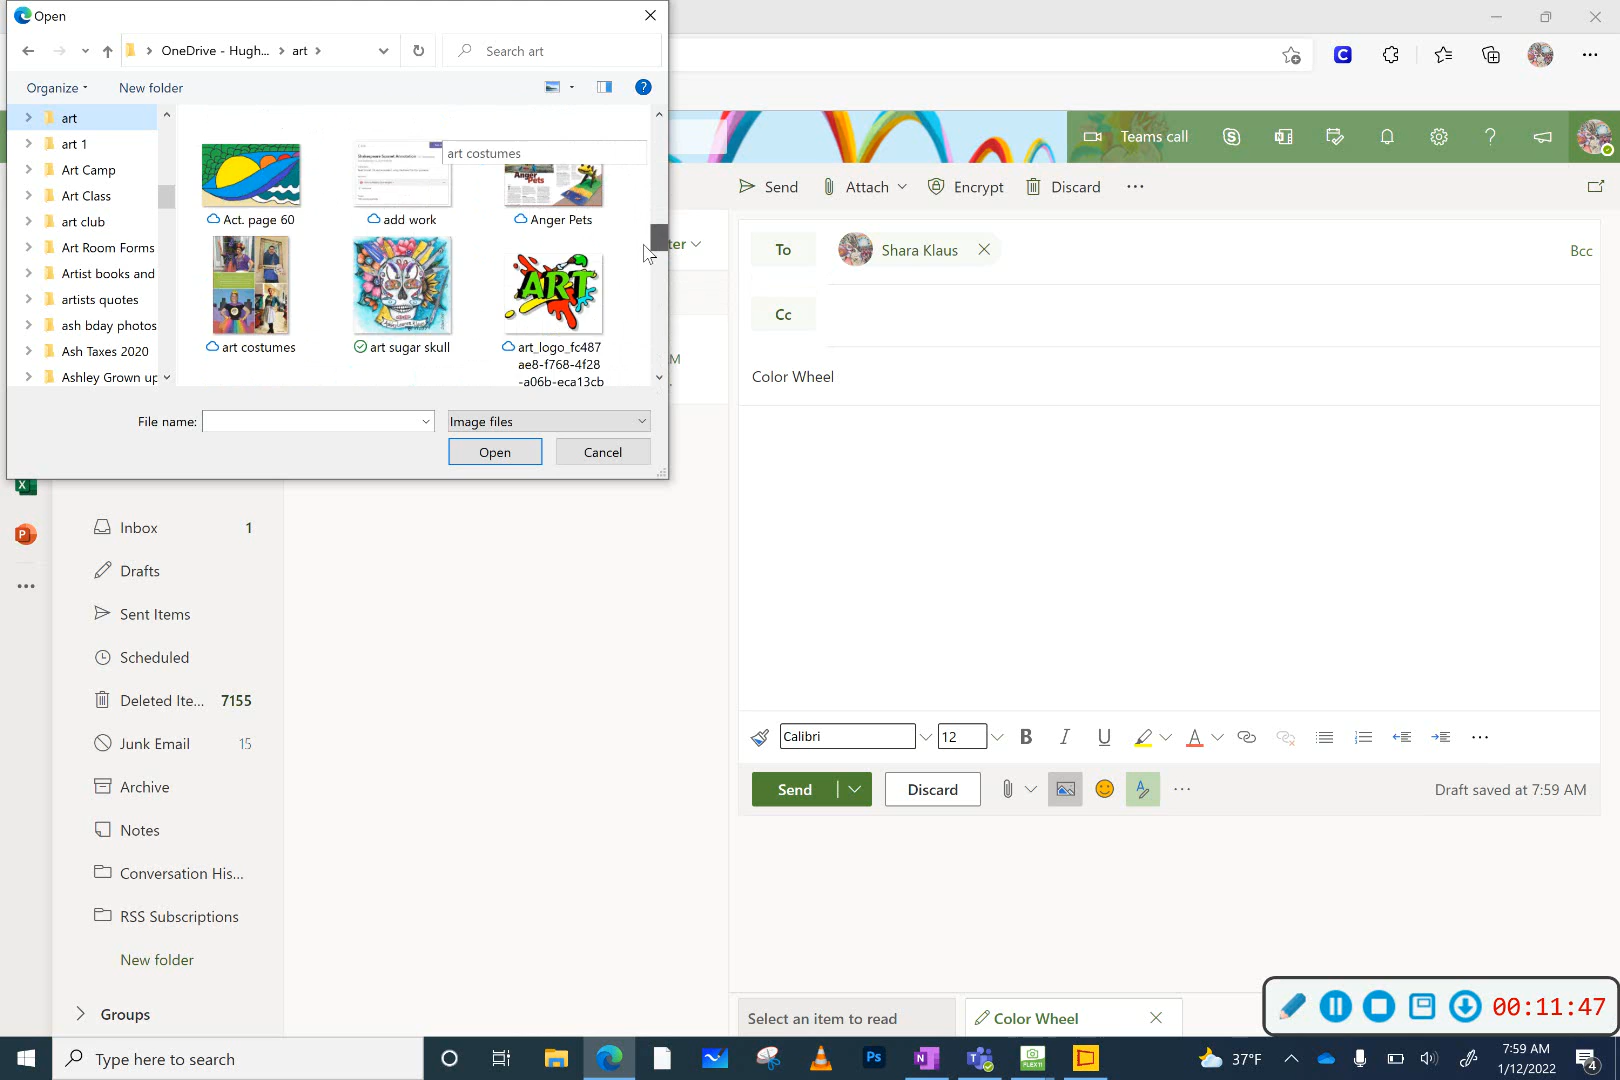 Open
OneDrive - Hugh... > art >
Search art
Organize
New folder
art
art 1
Art Camp
Art Class
art club
Art Room Forms
Artist books and
artists quotes
ash bday photos
Ash Taxes 2020
Ashley Grown up
art costumes
Anger
Pets
Act. page 60
add work
Anger Pets
ART
art costumes
art sugar skull
art_logo_fc487
ae8-f768-4f28
-a06b-eca13cb
File name:
Image files
Open
Cancel
Teams call
Send
Attach
Encrypt
Discard
To
Shara Klaus
Bcc
Cc
Color Wheel
Inbox 1
Drafts
Sent Items
Scheduled
Deleted Ite... 7155
Junk Email 15
Archive
Notes
Conversation His...
RSS Subscriptions
New folder
Groups
Calibri
12
B I U
A
Send
Discard
Draft saved at 7:59 AM
Select an item to read
Color Wheel
00:11:47
Type here to search
Ps
37°F
7:59 AM
1/12/2022
4